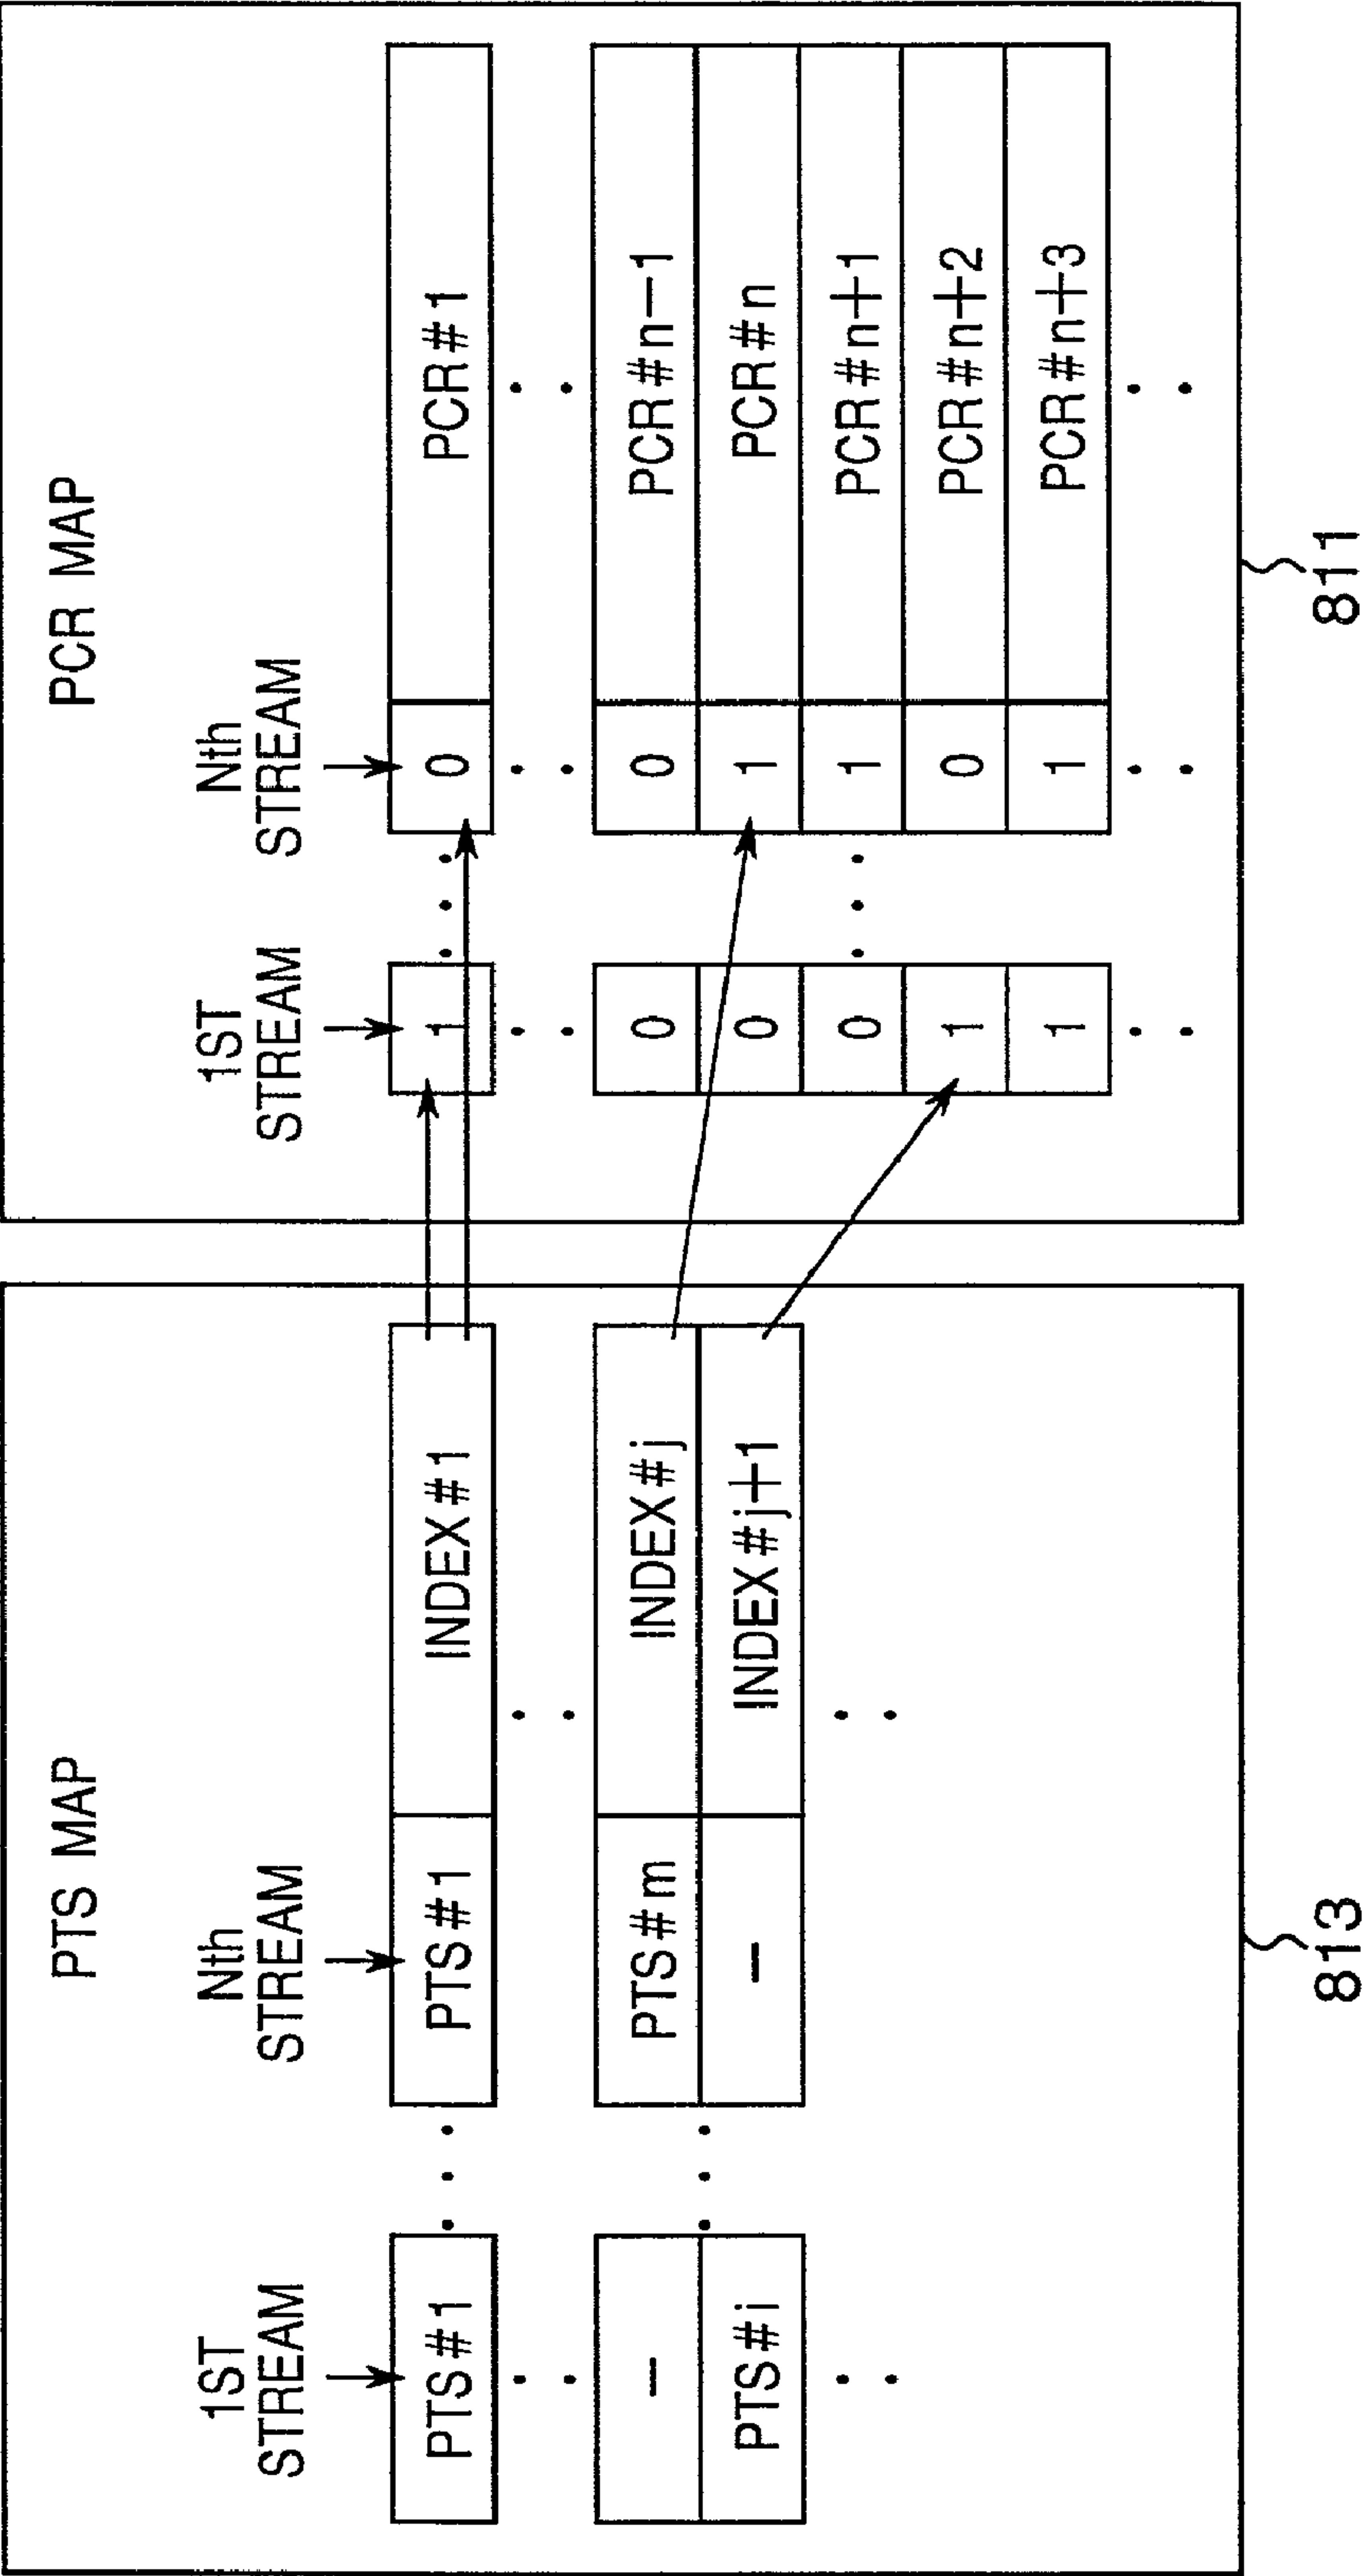 PTS MAP
1ST
STREAM
Nth
STREAM
PTS#1
PTS#1
INDEX#1
-
PTS#m
INDEX#j
PTS#i
-
INDEX#j+1
813
PCR MAP
1ST
STREAM
Nth
STREAM
1
0
PCR#1
0
0
PCR#n-1
0
1
PCR#n
0
1
PCR#n+1
1
0
PCR#n+2
1
1
PCR#n+3
811